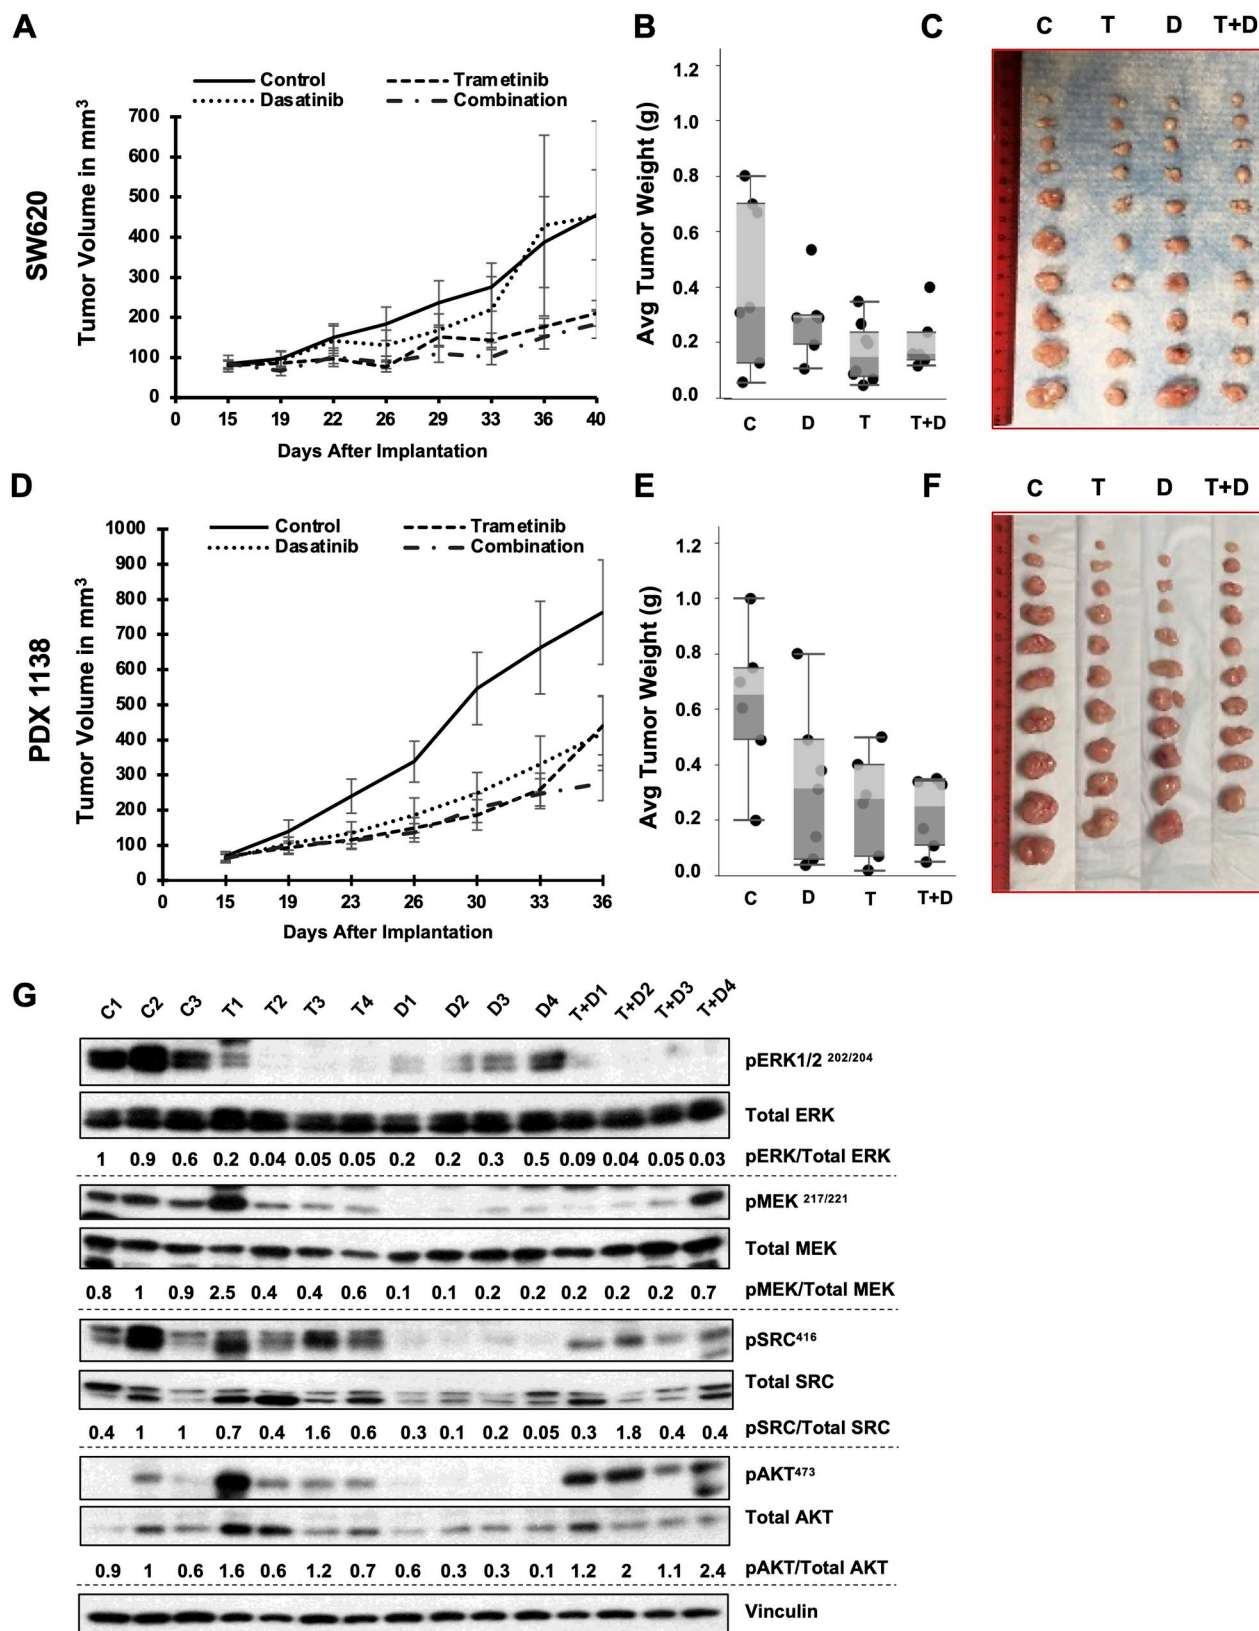 A
B
C
C T D T+D
Control Trametinib
Dasatinib Combination
SW620
Tumor Volume in mm3
700
600
500
400
300
200
100
0
0 15 19 22 26 29 33 36 40
Days After Implantation
Avg Tumor Weight (g)
1.2
1.0
0.8
0.6
0.4
0.2
0.0
C D T T+D
D
E
F
C T D T+D
Control Trametinib
Dasatinib Combination
PDX 1138
Tumor Volume in mm3
1000
900
800
700
600
500
400
300
200
100
0
0 15 19 23 26 30 33 36
Days After Implantation
Avg Tumor Weight (g)
1.2
1.0
0.8
0.6
0.4
0.2
0.0
C D T T+D
G
C1 C2 C3 T1 T2 T3 T4 D1 D2 D3 D4 T+D1 T+D2 T+D3 T+D4
pERK1/2 202/204
Total ERK
1 0.9 0.6 0.2 0.04 0.05 0.05 0.2 0.2 0.3 0.5 0.09 0.04 0.05 0.03 pERK/Total ERK
pMEK 217/221
Total MEK
0.8 1 0.9 2.5 0.4 0.4 0.6 0.1 0.1 0.2 0.2 0.2 0.2 0.2 0.7 pMEK/Total MEK
pSRC416
Total SRC
0.4 1 1 0.7 0.4 1.6 0.6 0.3 0.1 0.2 0.05 0.3 1.8 0.4 0.4 pSRC/Total SRC
pAKT473
Total AKT
0.9 1 0.6 1.6 0.6 1.2 0.7 0.6 0.3 0.3 0.1 1.2 2 1.1 2.4 pAKT/Total AKT
Vinculin